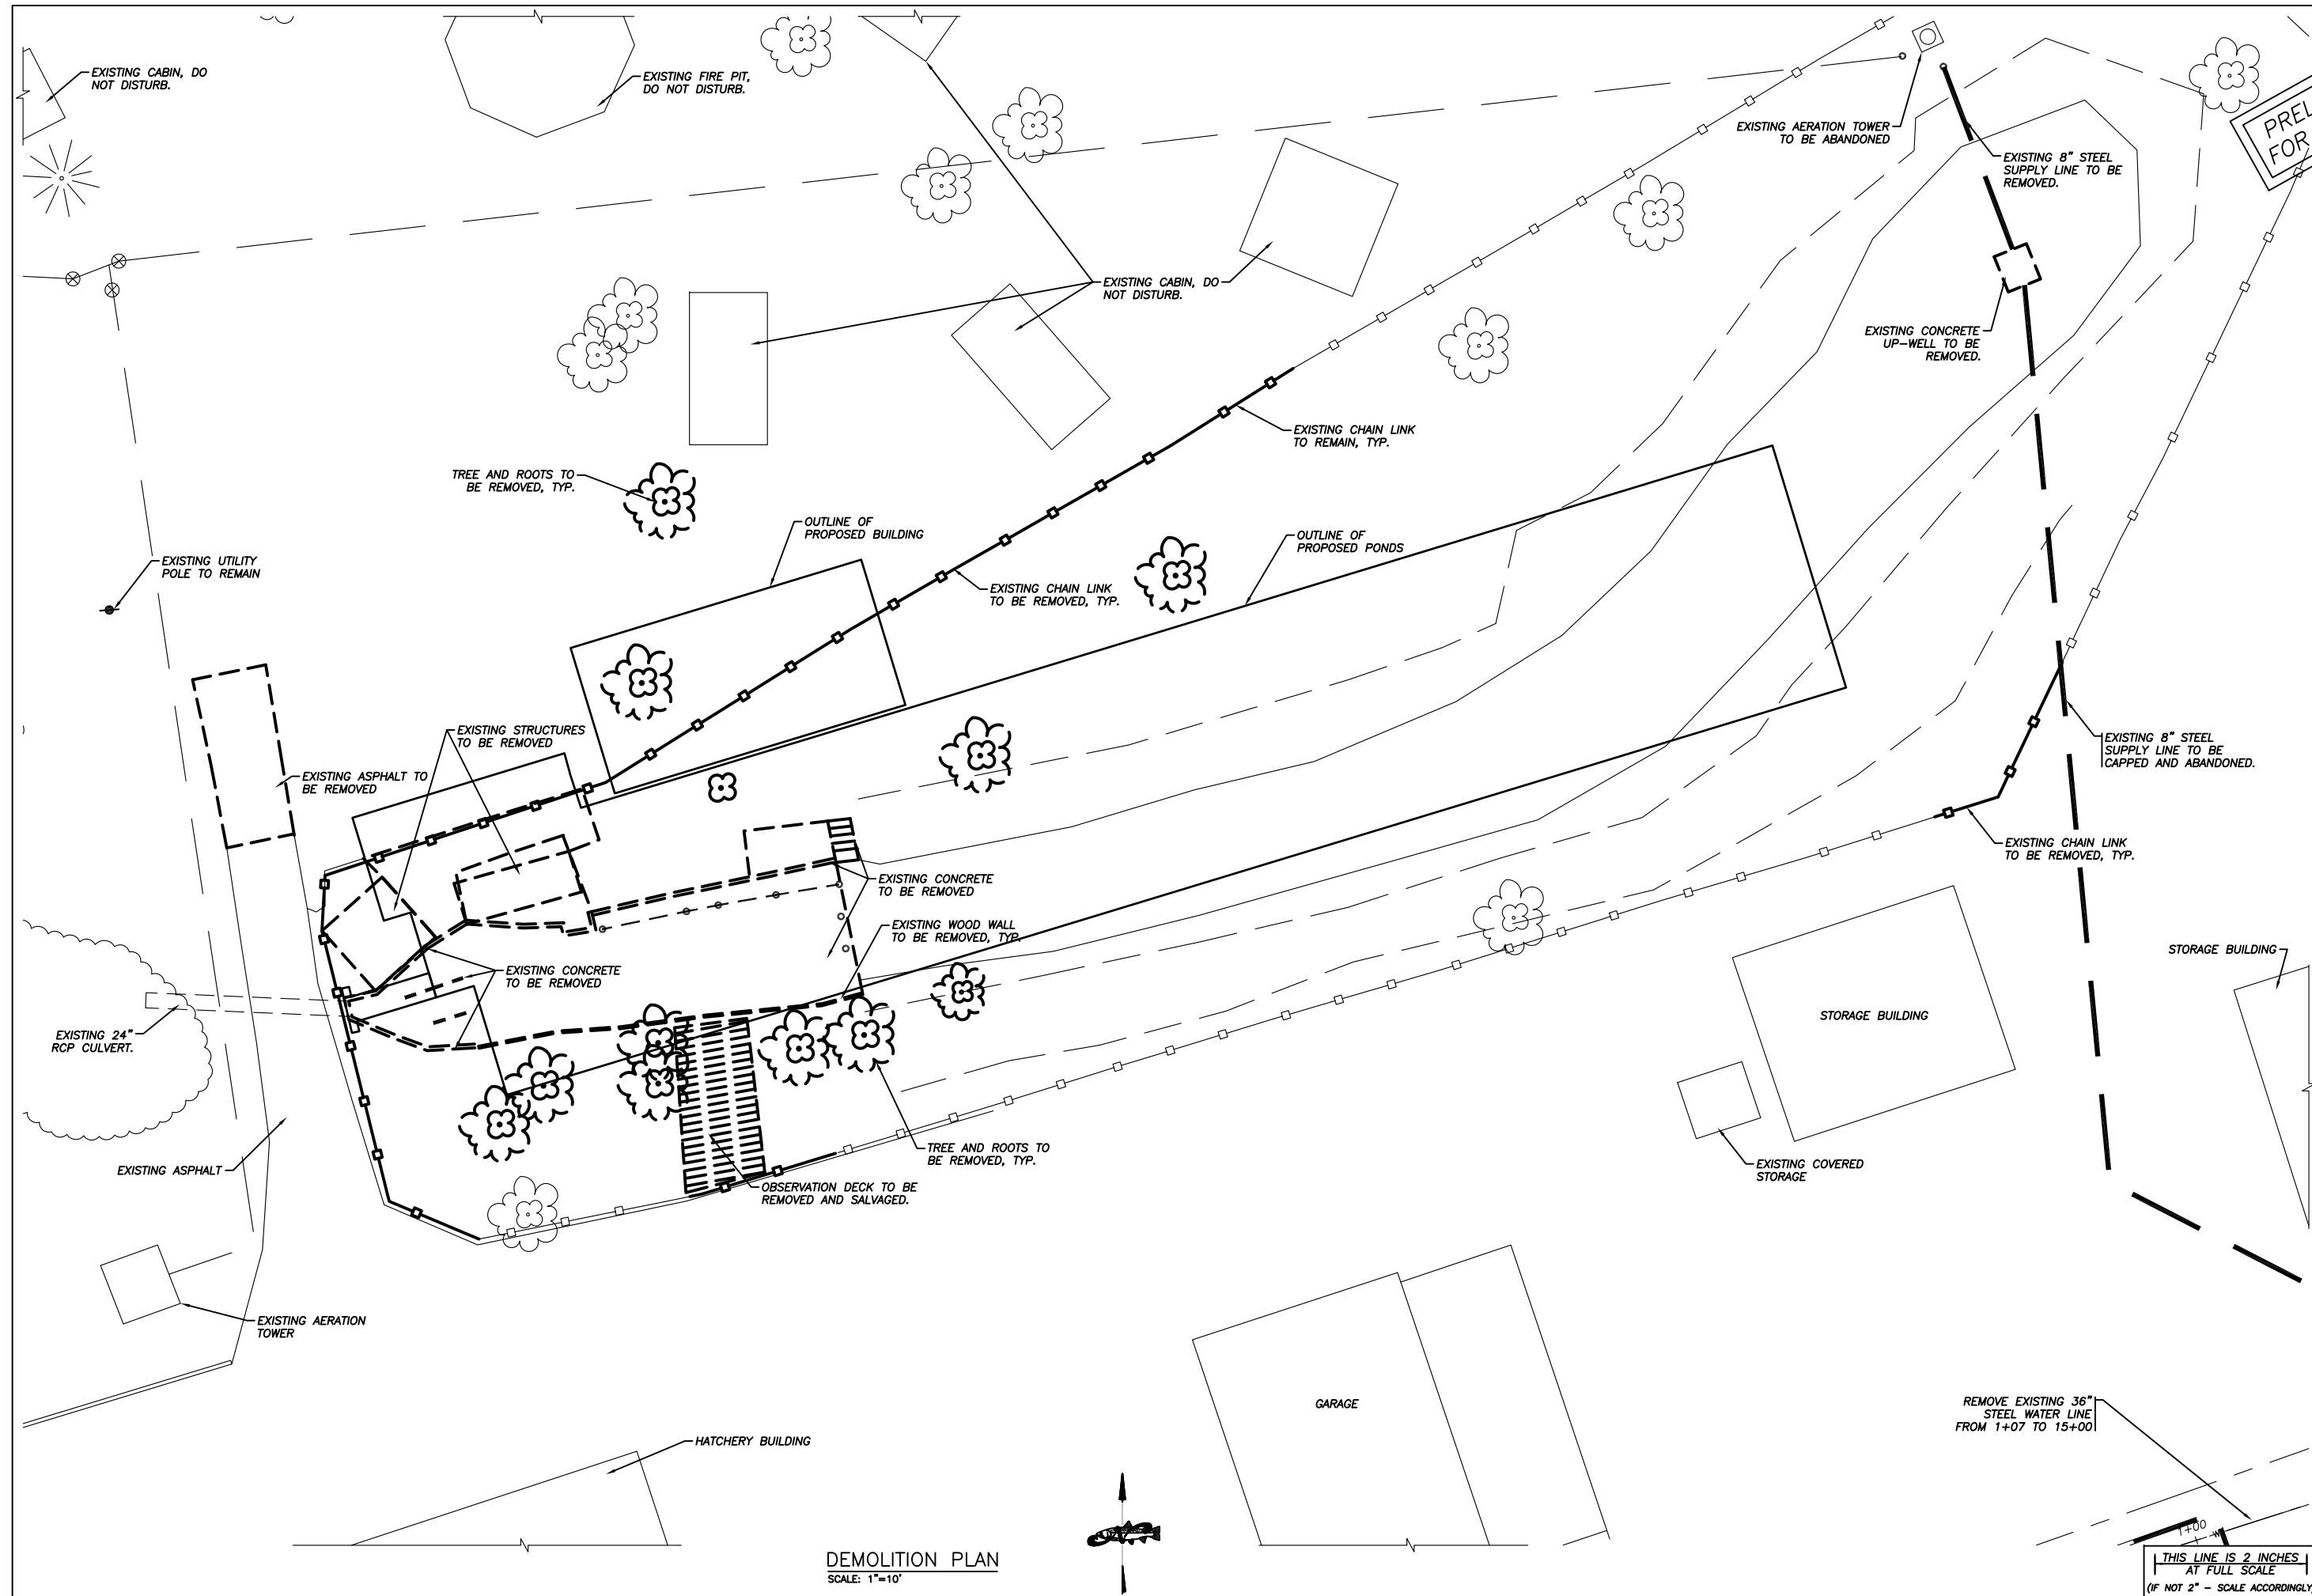 EXISTING CABIN, DO
NOT DISTURB.
EXISTING FIRE PIT,
DO NOT DISTURB.
EXISTING AERATION TOWER
TO BE ABANDONED
EXISTING 8" STEEL
SUPPLY LINE TO BE
REMOVED.
FOR
EXISTING CABIN, DO
NOT DISTURB.
EXISTING CONCRETE
UP-WELL TO BE
REMOVED.
EXISTING CHAIN LINK
TO REMAIN, TYP.
TREE AND ROOTS TO
BE REMOVED, TYP.
OUTLINE OF
PROPOSED BUILDING
OUTLINE OF
PROPOSED PONDS
EXISTING UTILITY
POLE TO REMAIN
EXISTING CHAIN LINK
TO BE REMOVED, TYP.
EXISTING STRUCTURES
TO BE REMOVED
EXISTING ASPHALT TO
BE REMOVED
EXISTING 8" STEEL
SUPPLY LINE TO BE
CAPPED AND ABANDONED.
EXISTING CHAIN LINK
TO BE REMOVED, TYP.
EXISTING CONCRETE
TO BE REMOVED
EXISTING WOOD WALL
TO BE REMOVED, TYP.
EXISTING CONCRETE
TO BE REMOVED
STORAGE BUILDING
STORAGE BUILDING
EXISTING 24"
RCP CULVERT.
TREE AND ROOTS TO
BE REMOVED, TYP.
EXISTING ASPHALT
EXISTING COVERED
STORAGE
OBSERVATION DECK TO BE
REMOVED AND SALVAGED.
EXISTING AERATION
TOWER
GARAGE
REMOVE EXISTING 36"
STEEL WATER LINE
FROM 1+07 TO 15+00
HATCHERY BUILDING
1+00
W
DEMOLITION PLAN
SCALE: 1"=10'
THIS LINE IS 2 INCHES
AT FULL SCALE
(IF NOT 2" - SCALE ACCORDINGLY)